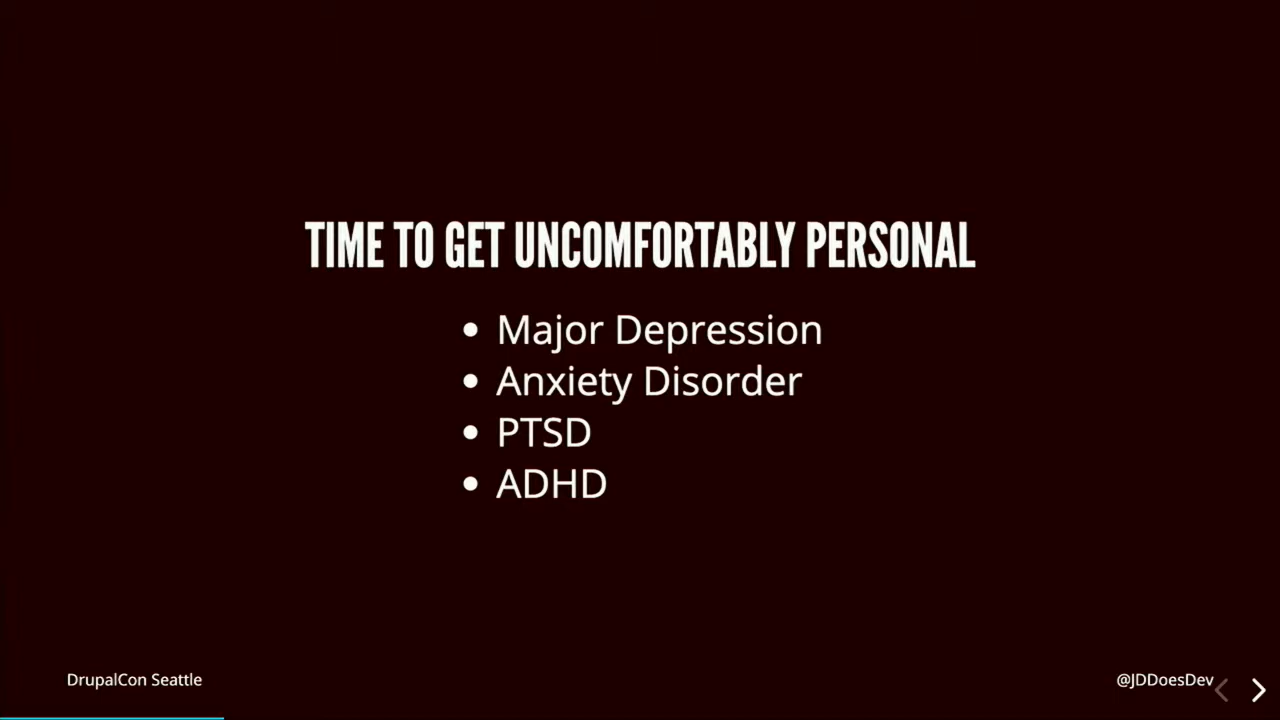 TIME TO GET UNCOMFORTABLY PERSONAL
• Major Depression
• Anxiety Disorder
• PTSD
• ADHD
DrupalCon Seattle
@JDDoesDev